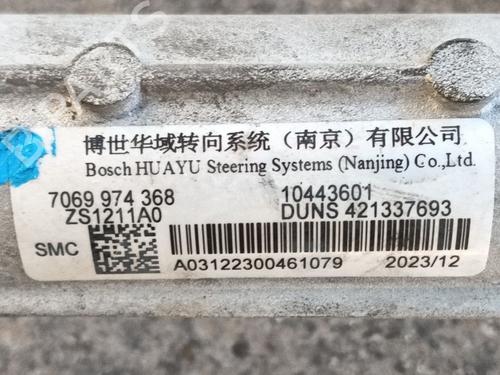 博世华域转向系统（南京）有限公司
Bosch HUAYU Steering Systems (Nanjing) Co.,Ltd.
7069 974 368 10443601
ZS1211A0 DUNS 421337693
SMC A03122300461079 2023/12